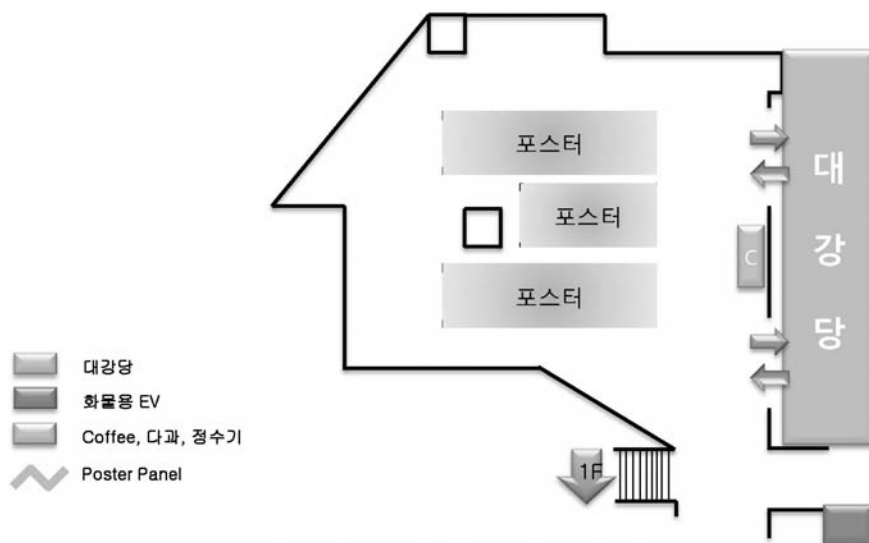 포스터
포스터
포스터
대
강
당
C
1F
대강당
화물용 EV
Coffee, 다과, 정수기
Poster Panel